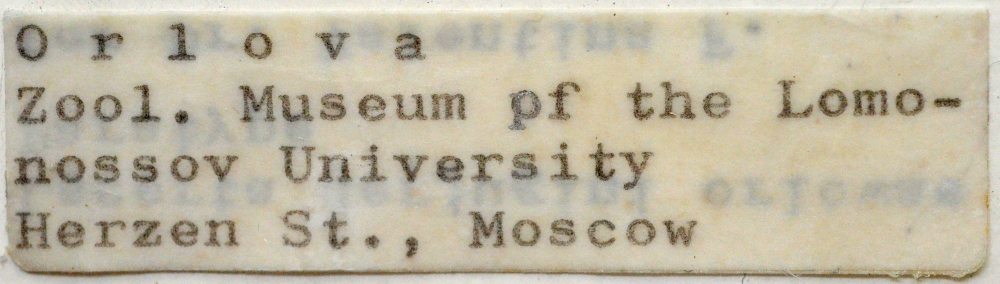 O r l o v a
Zool. Museum pf the Lomo-
nossov University
Herzen St., Moscow